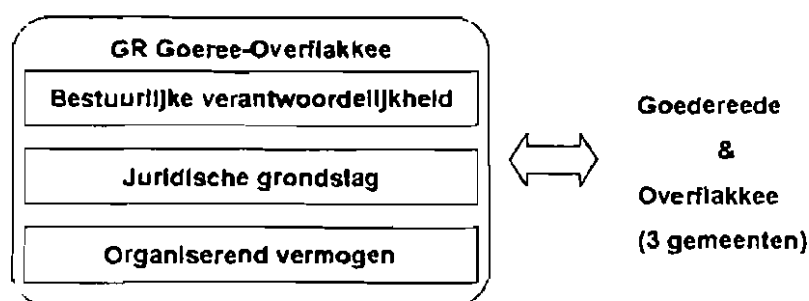 GR Goeree-Overflakkee
Bestuurlijke verantwoordelijkheid
Juridische grondslag
Organiserend vermogen
Goedereede
&
Overflakkee
(3 gemeenten)